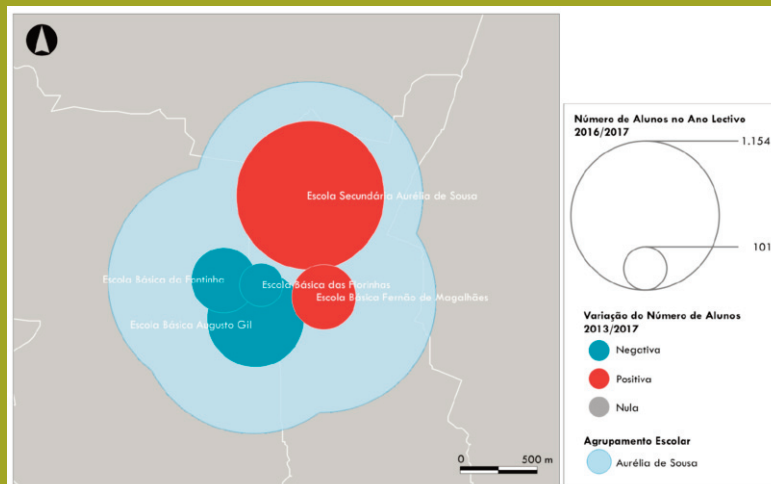 Escola Secundária Aurélia de Sousa
Escola Básica da Fontinha
Escola Básica das Florinhas
Escola Básica Fernão de Magalhães
Escola Básica Augusto Gil
0 500 m
Número de Alunos no Ano Lectivo
2016/2017
1.154
101
Variação do Número de Alunos
2013/2017
Negativa
Positiva
Nula
Agrupamento Escolar
Aurélia de Sousa